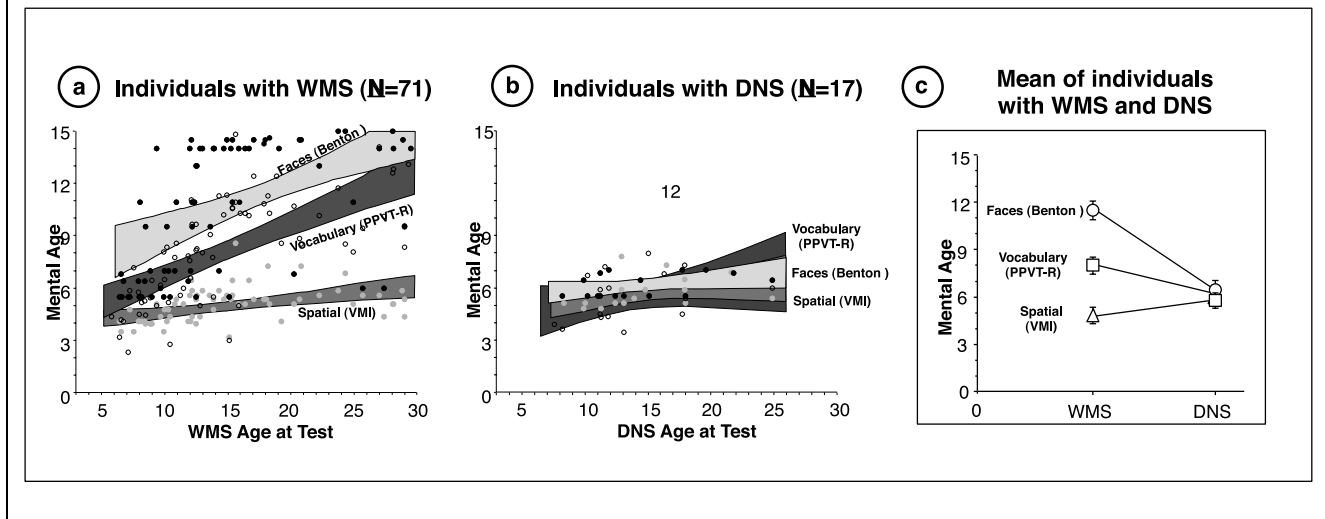 a Individuals with WMS (N=71)
15
12
9
6
3
0
Mental Age
Faces (Benton )
Vocabulary (PPVT-R)
Spatial (VMI)
5 10 15 20 25 30
WMS Age at Test
b Individuals with DNS (N=17)
15
12
9
6
3
0
Mental Age
12
Vocabulary
(PPVT-R)
Faces (Benton )
Spatial (VMI)
5 10 15 20 25 30
DNS Age at Test
c Mean of individuals
with WMS and DNS
15
12
9
6
3
0
Mental Age
Faces (Benton )
Vocabulary
(PPVT-R)
Spatial
(VMI)
0 WMS DNS